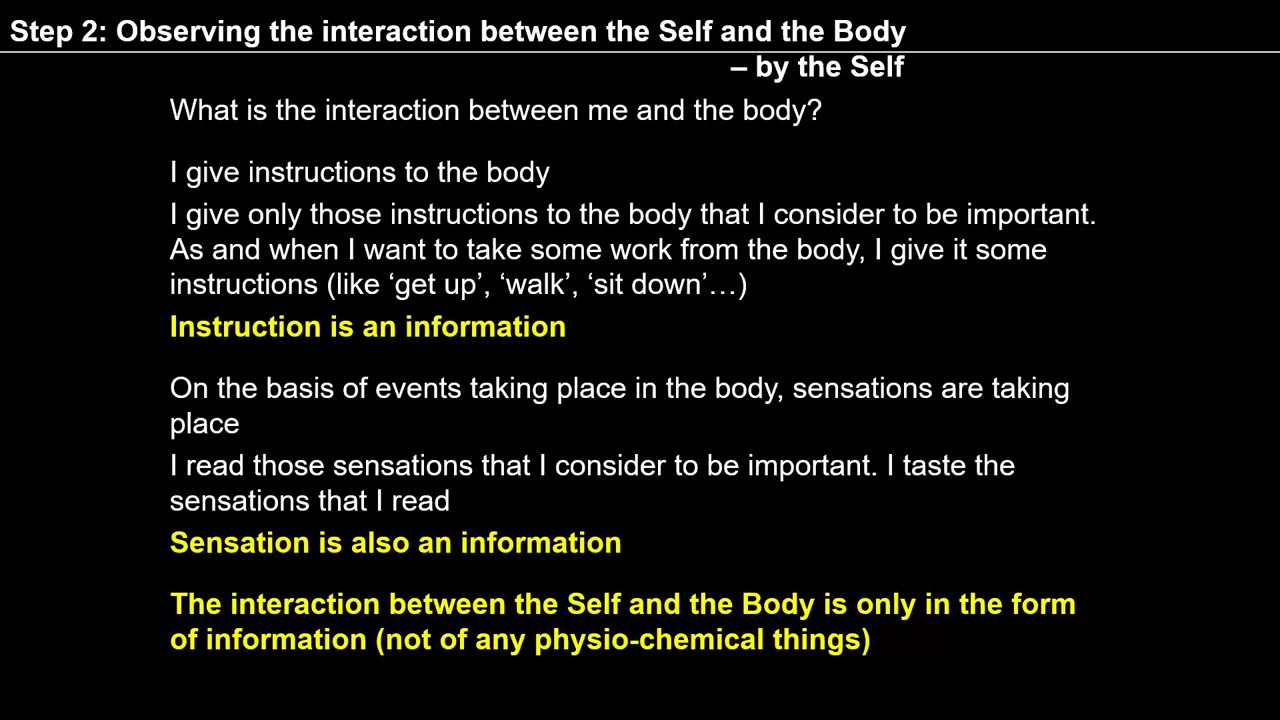 Step 2: Observing the interaction between the Self and the Body
– by the Self
What is the interaction between me and the body?
I give instructions to the body
I give only those instructions to the body that I consider to be important.
As and when I want to take some work from the body, I give it some
instructions (like ‘get up’, ‘walk’, ‘sit down’…)
Instruction is an information
On the basis of events taking place in the body, sensations are taking
place
I read those sensations that I consider to be important. I taste the
sensations that I read
Sensation is also an information
The interaction between the Self and the Body is only in the form
of information (not of any physio-chemical things)